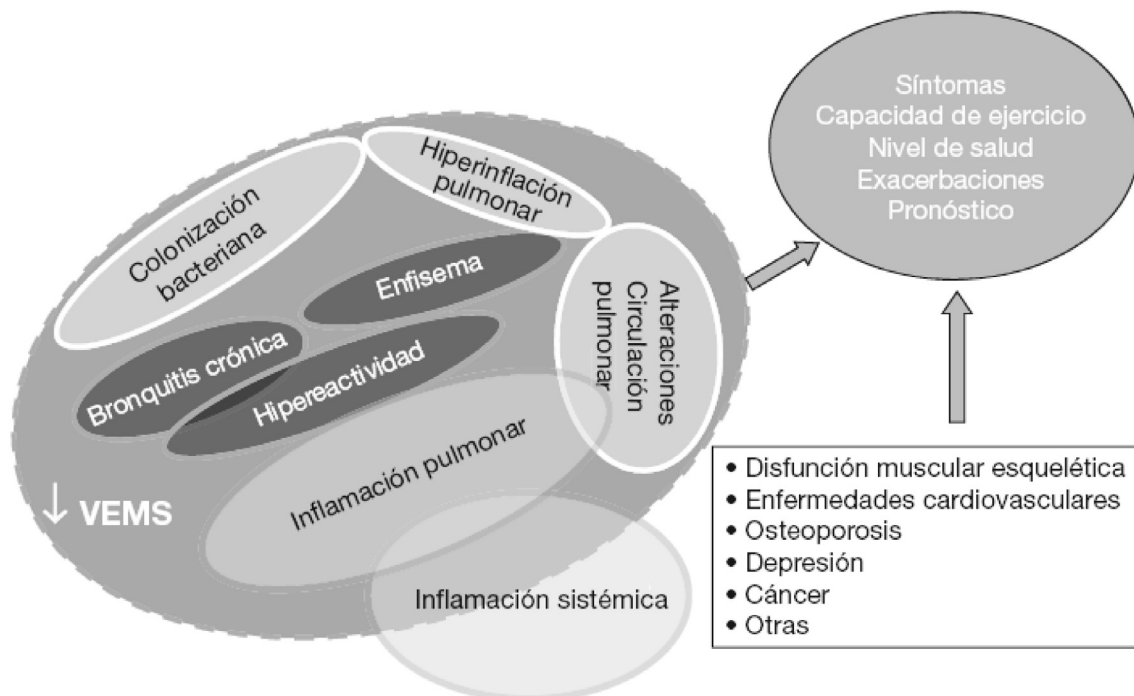 Síntomas
Capacidad de ejercicio
Nivel de salud
Exacerbaciones
Pronóstico
Colonización
bacteriana
Hiperinflación
pulmonar
Enfisema
Alteraciones
Circulación
pulmonar
Bronquitis crónica
Hipereactividad
Inflamación pulmonar
↓ VEMS
Inflamación sistémica
• Disfunción muscular esquelética
• Enfermedades cardiovasculares
• Osteoporosis
• Depresión
• Cáncer
• Otras